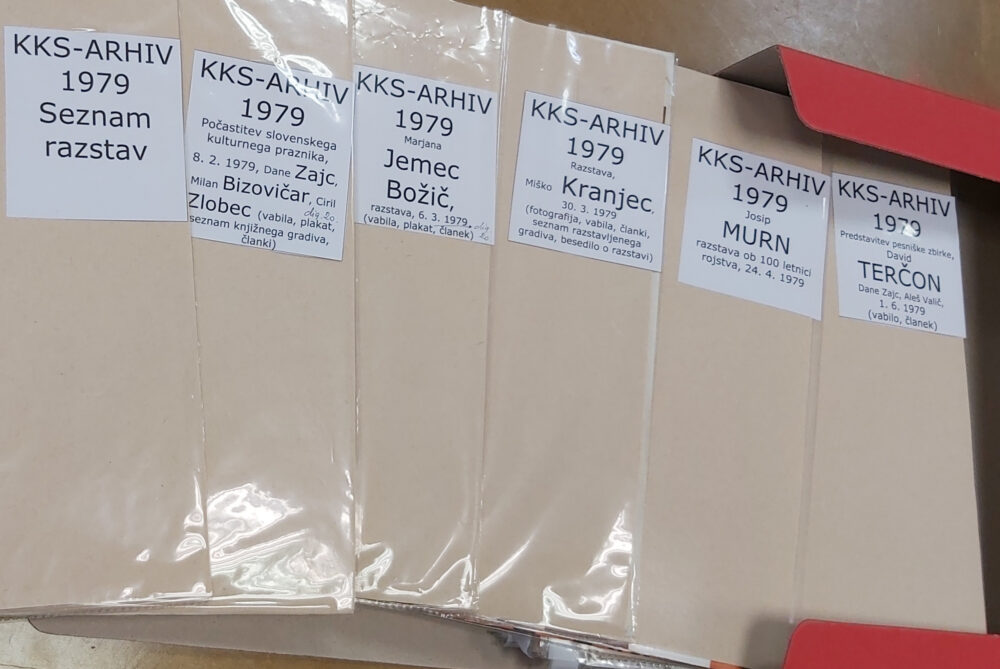 KKS-ARHIV
1979
Seznam
razstav
KKS-ARHIV
1979
Počastitev slovenskega
kulturnega praznika,
8. 2. 1979, Dane Zajc,
Milan Bizovičar, Ciril
Zlobec (vabila, plakat,
seznam knjižnega gradiva,
članki)
KKS-ARHIV
1979
Marjana
Jemec
Božič,
razstava, 6. 3. 1979,
(vabila, plakat, članek)
KKS-ARHIV
1979
Razstava,
Miško Kranjec,
30. 3. 1979
(fotografija, vabila, članki,
seznam razstavljenega
gradiva, besedilo o razstavi)
KKS-ARHIV
1979
Josip
MURN
razstava ob 100 letnici
rojstva, 24. 4. 1979
KKS-ARHIV
1979
Predstavitev pesniške zbirke,
David
TERČON
Dane Zajc, Aleš Valič,
1. 6. 1979
(vabilo, članek)